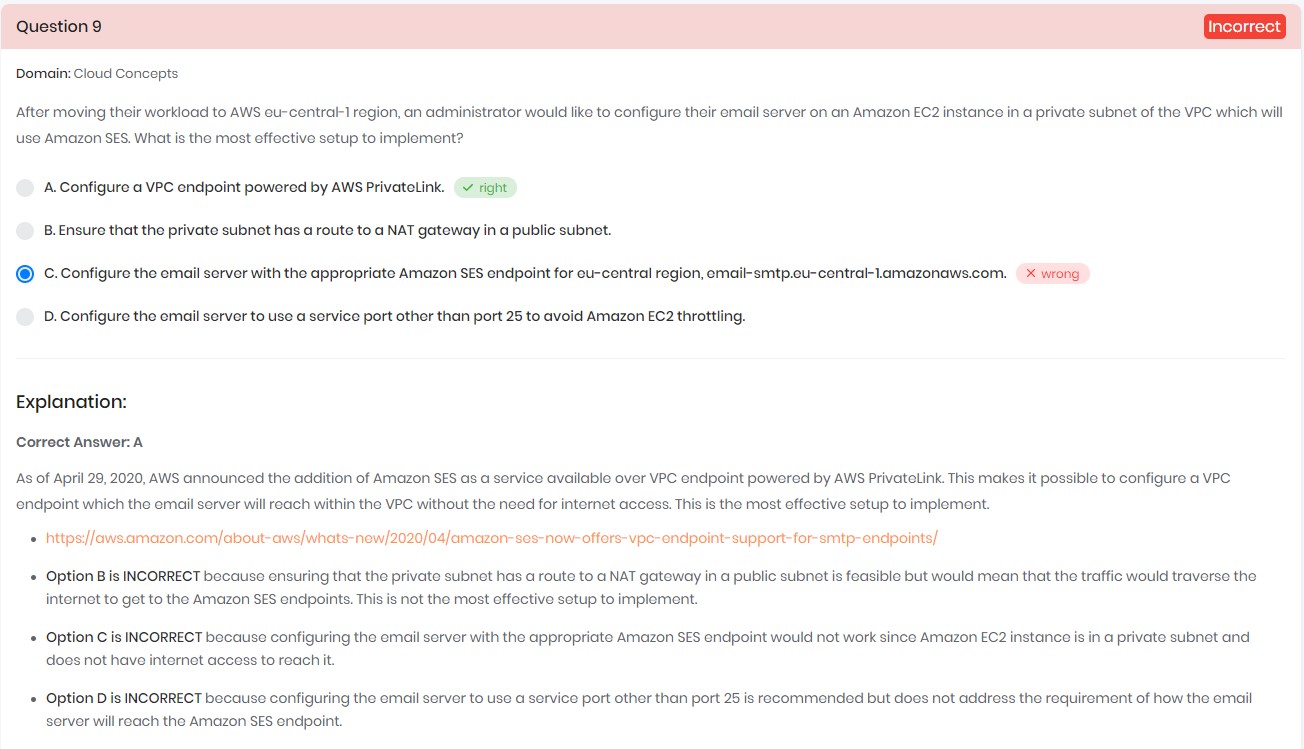 Question 9
Incorrect
Domain: Cloud Concepts
After moving their workload to AWS eu-central-1 region, an administrator would like to configure their email server on an Amazon EC2 instance in a private subnet of the VPC which will
use Amazon SES. What is the most effective setup to implement?
A. Configure a VPC endpoint powered by AWS PrivateLink. ✓ right
B. Ensure that the private subnet has a route to a NAT gateway in a public subnet.
C. Configure the email server with the appropriate Amazon SES endpoint for eu-central region, email-smtp.eu-central-1.amazonaws.com. ✕ wrong
D. Configure the email server to use a service port other than port 25 to avoid Amazon EC2 throttling.
Explanation:
Correct Answer: A
As of April 29, 2020, AWS announced the addition of Amazon SES as a service available over VPC endpoint powered by AWS PrivateLink. This makes it possible to configure a VPC
endpoint which the email server will reach within the VPC without the need for internet access. This is the most effective setup to implement.
• https://aws.amazon.com/about-aws/whats-new/2020/04/amazon-ses-now-offers-vpc-endpoint-support-for-smtp-endpoints/
• Option B is INCORRECT because ensuring that the private subnet has a route to a NAT gateway in a public subnet is feasible but would mean that the traffic would traverse the
internet to get to the Amazon SES endpoints. This is not the most effective setup to implement.
• Option C is INCORRECT because configuring the email server with the appropriate Amazon SES endpoint would not work since Amazon EC2 instance is in a private subnet and
does not have internet access to reach it.
• Option D is INCORRECT because configuring the email server to use a service port other than port 25 is recommended but does not address the requirement of how the email
server will reach the Amazon SES endpoint.